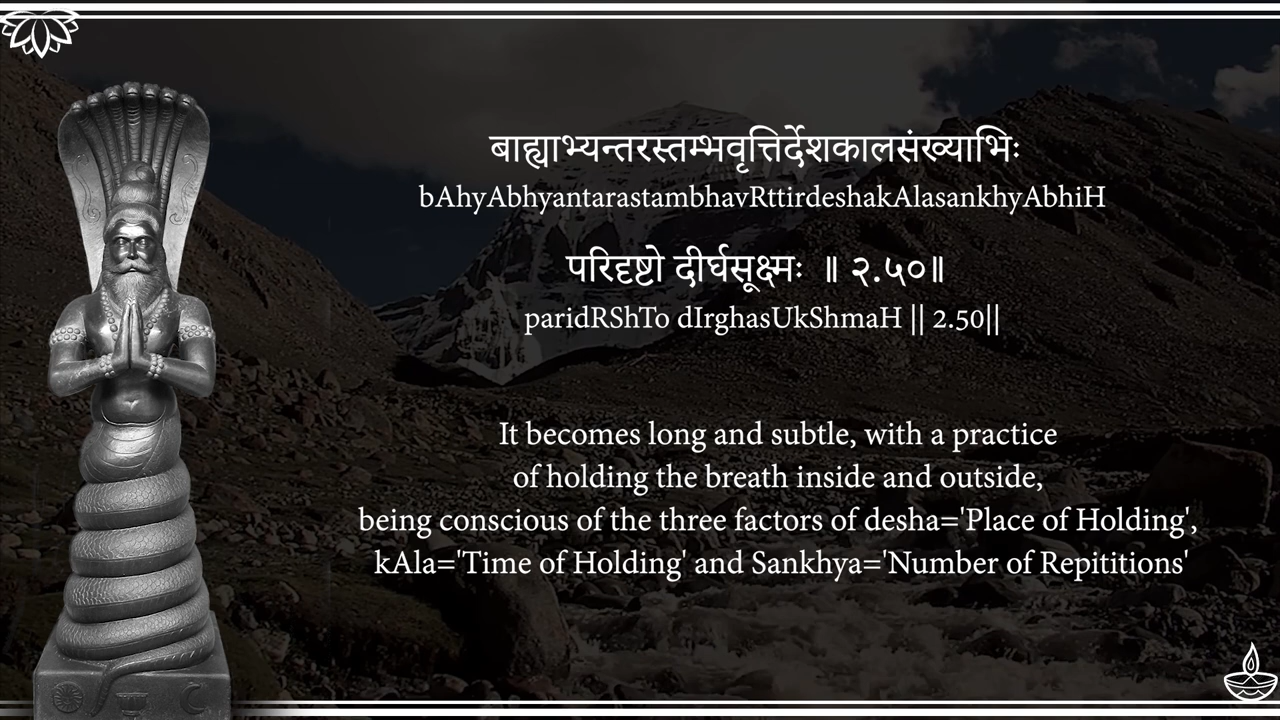 बाह्याभ्यन्तरस्तम्भवृत्तिर्देशकालसंख्याभिः
bAhyAbhyantarastambhavRttirdeshakAlasankhyAbhiH
परिदृष्टो दीर्घसूक्ष्मः ॥ २.५०॥
paridRShTo dIrghasUkShmaH || 2.50||
It becomes long and subtle, with a practice
of holding the breath inside and outside,
being conscious of the three factors of desha='Place of Holding',
kAla='Time of Holding' and Sankhya='Number of Repititions'